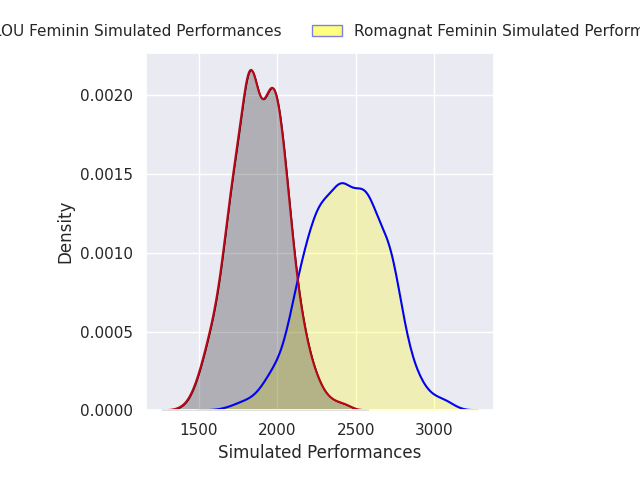 LOU Feminin Simulated Performances
Romagnat Feminin Simulated Perform
0.0020
0.0015
0.0010
0.0005
0.0000
Density
1500 2000 2500 3000
Simulated Performances